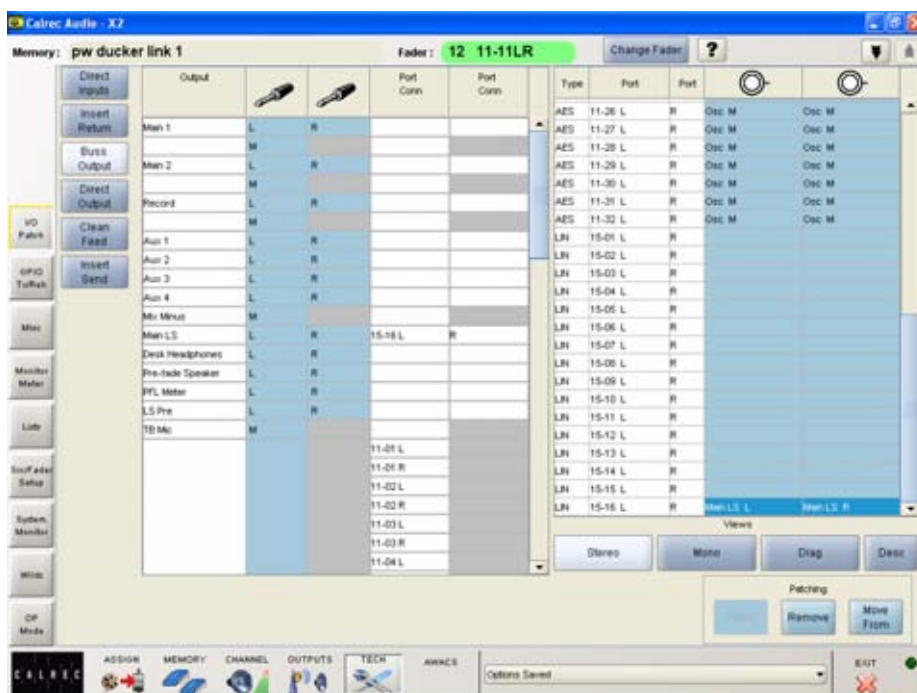 Calrec Audio - X2
Memory: pw ducker link 1 Fader: 12 11-11LR Change Fader ?
Direct Inputs
Insert Return
Buss Output
Direct Output
Clean Feed
Insert Send
I/O Patch
Misc
Monitor Meter
Lists
System Monitor
Wilds
OP Mode
Output Port Conn Port Conn
Main 1 L R
M
Main 2 L R
M
Record L R
M
Aux 1 L R
Aux 2 L R
Aux 3 L R
Aux 4 L R
Mix Minus M
Main LS L R 15-16 L R
Desk Headphones L R
Pre-fade Speaker L R
PFL Meter L R
LS Pre L R
TB Mic M
11-01 L
11-01 R
11-02 L
11-02 R
11-03 L
11-03 R
11-04 L
Type Port Port
AES 11-26 L R Osc M Osc M
AES 11-27 L R Osc M Osc M
AES 11-28 L R Osc M Osc M
AES 11-29 L R Osc M Osc M
AES 11-30 L R Osc M Osc M
AES 11-31 L R Osc M Osc M
AES 11-32 L R Osc M Osc M
LIN 15-01 L R
LIN 15-02 L R
LIN 15-03 L R
LIN 15-04 L R
LIN 15-05 L R
LIN 15-06 L R
LIN 15-07 L R
LIN 15-08 L R
LIN 15-09 L R
LIN 15-10 L R
LIN 15-11 L R
LIN 15-12 L R
LIN 15-13 L R
LIN 15-14 L R
LIN 15-15 L R
LIN 15-16 L R Main LS L Main LS R
Views
Stereo Mono Diag Desc
Patching
Remove Move From
CALREC ASSIGN MEMORY CHANNEL OUTPUTS TECH AWACS Options Saved EXIT